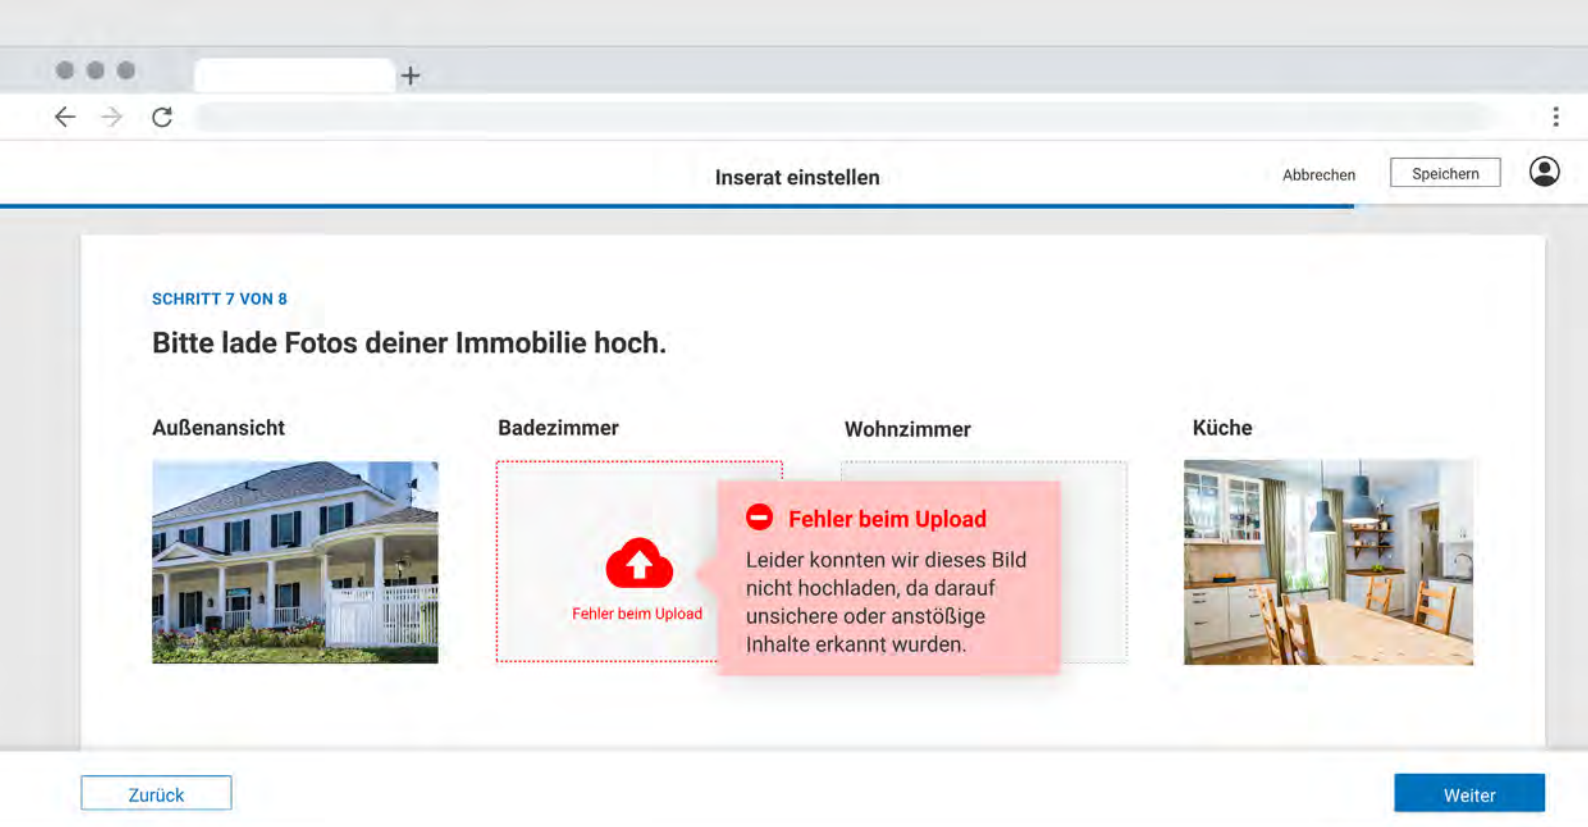 Inserat einstellen
Abbrechen
Speichern
SCHRITT 7 VON 8
Bitte lade Fotos deiner Immobilie hoch.
Außenansicht
Badezimmer
Wohnzimmer
Küche
Fehler beim Upload
Fehler beim Upload
Leider konnten wir dieses Bild
nicht hochladen, da darauf
unsichere oder anstößige
Inhalte erkannt wurden.
Zurück
Weiter